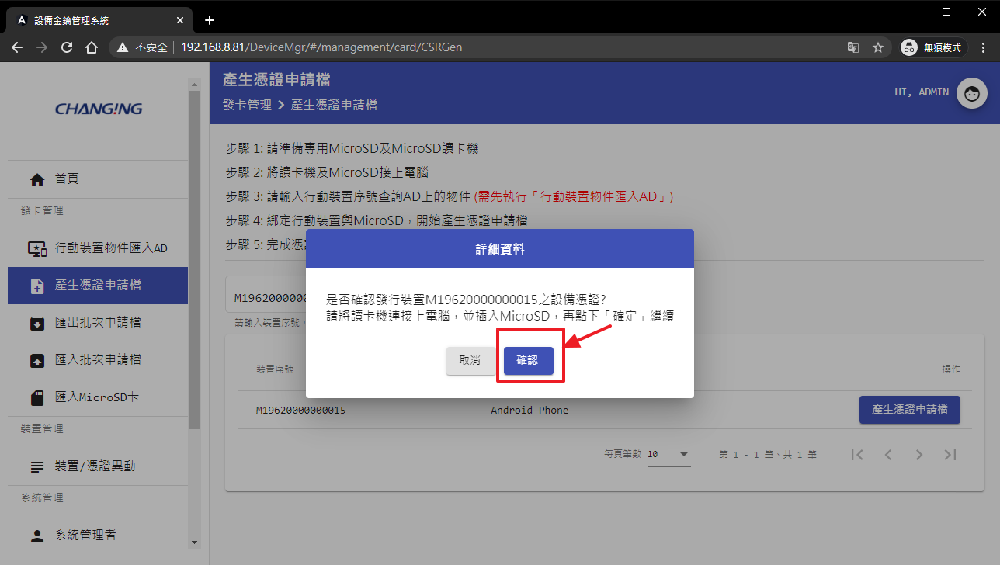 設備金鑰管理系統
不安全 192.168.8.81/DeviceMgr/#/management/card/CSRGen
無痕模式
CHANG!NG
首頁
發卡管理
行動裝置物件匯入AD
產生憑證申請檔
匯出批次申請檔
匯入批次申請檔
匯入MicroSD卡
裝置管理
裝置/憑證異動
系統管理
系統管理者
產生憑證申請檔
發卡管理 > 產生憑證申請檔
HI, ADMIN
步驟 1: 請準備專用MicroSD及MicroSD讀卡機
步驟 2: 將讀卡機及MicroSD接上電腦
步驟 3: 請輸入行動裝置序號查詢AD上的物件 (需先執行「行動裝置物件匯入AD」)
步驟 4: 綁定行動裝置與MicroSD，開始產生憑證申請檔
步驟 5: 完成憑
M1962000000
請輸入裝置序號，
詳細資料
是否確認發行裝置M19620000000015之設備憑證?
請將讀卡機連接上電腦，並插入MicroSD，再點下「確定」繼續
取消
確認
裝置序號
操作
M19620000000015 Android Phone 產生憑證申請檔
每頁筆數 10 第 1 - 1 筆、共 1 筆